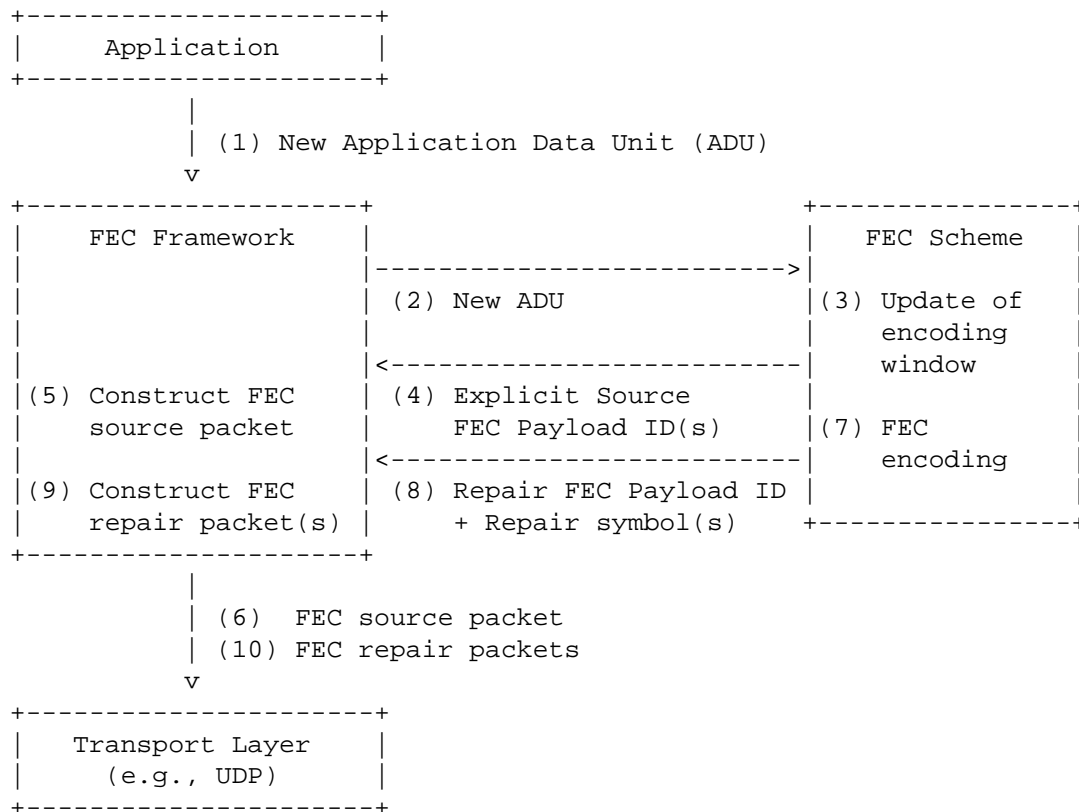 Application
(1) New Application Data Unit (ADU)
FEC Framework FEC Scheme
(2) New ADU (3) Update of
encoding
window
(5) Construct FEC (4) Explicit Source
source packet FEC Payload ID(s) (7) FEC
encoding
(9) Construct FEC (8) Repair FEC Payload ID
repair packet(s) + Repair symbol(s)
(6) FEC source packet
(10) FEC repair packets
Transport Layer
(e.g., UDP)